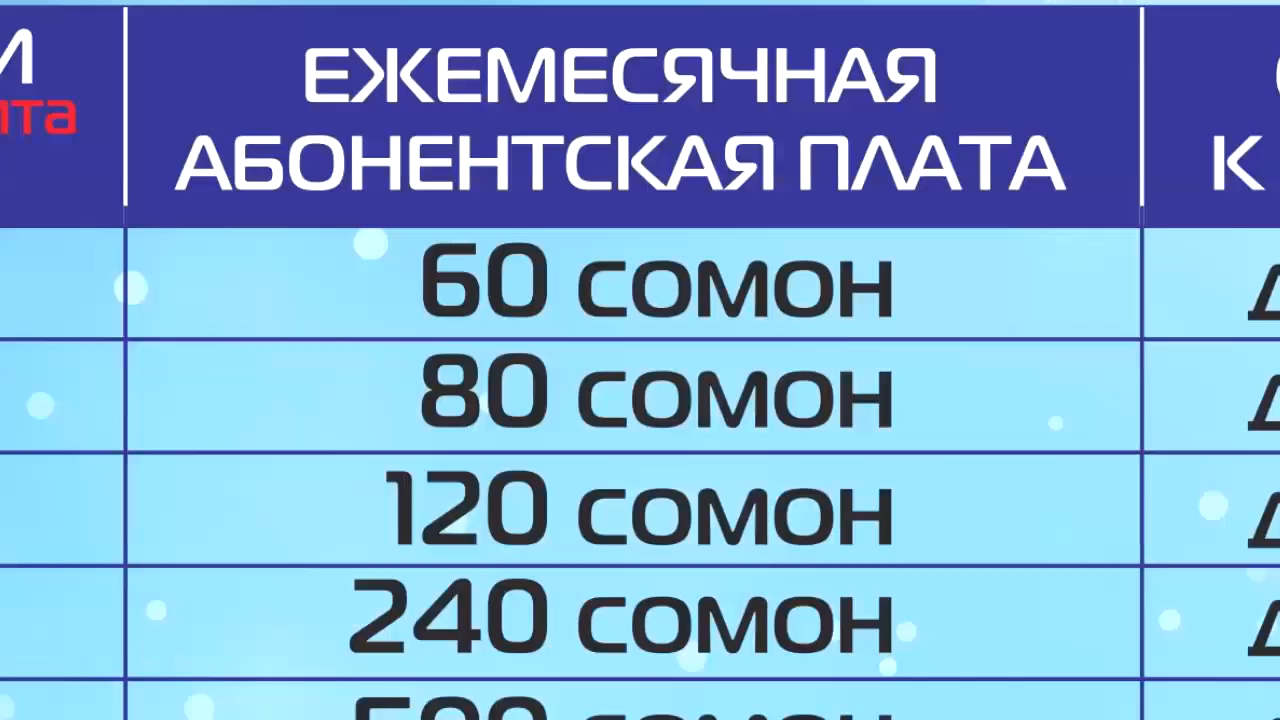 ЕЖЕМЕСЯЧНАЯ
АБОНЕНТСКАЯ ПЛАТА
К
60 СОМОН
80 СОМОН
120 СОМОН
240 СОМОН